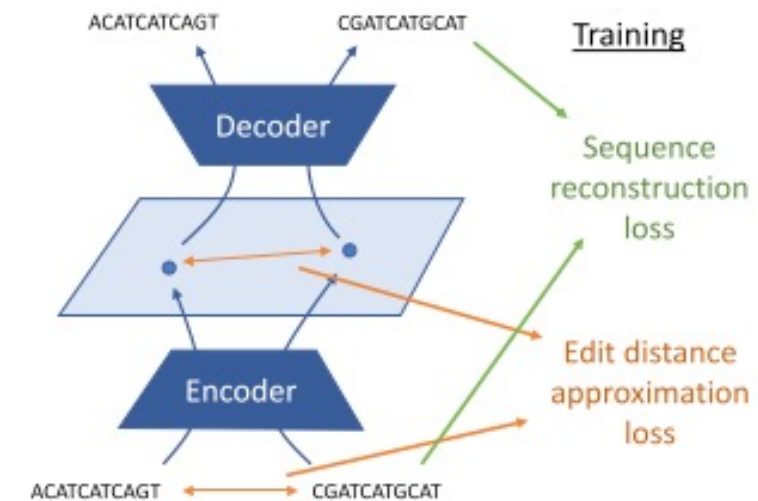 ACATCATCAGT
CGATCATGCAT
Training
Decoder
Sequence
reconstruction
loss
Encoder
Edit distance
approximation
loss
ACATCATCAGT
CGATCATGCAT